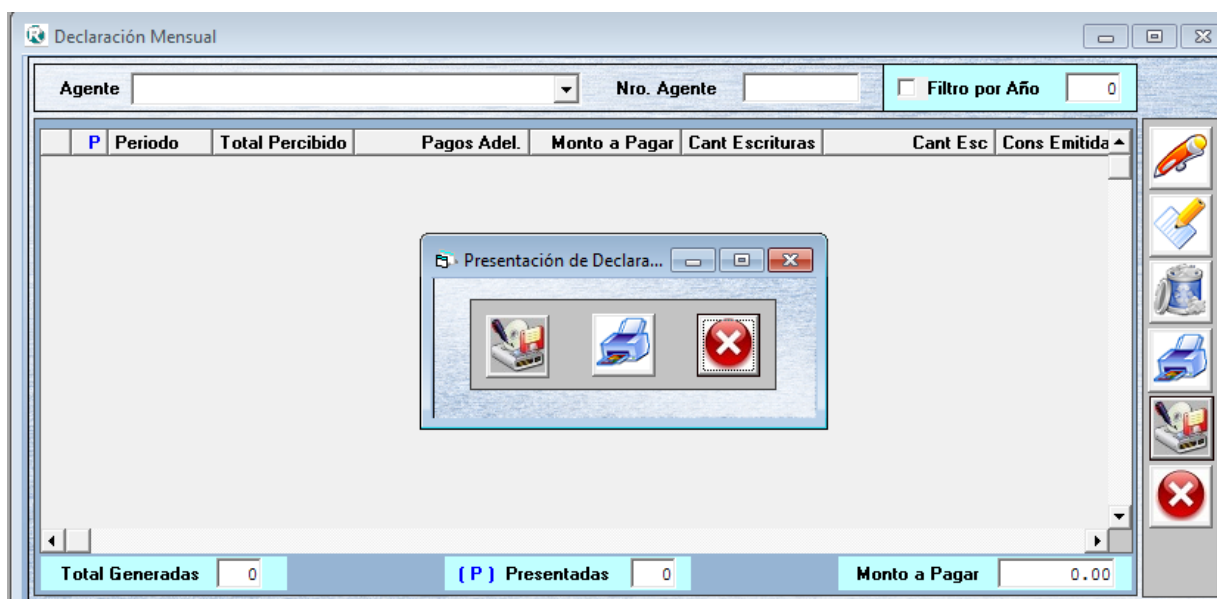 Declaración Mensual
Agente Nro. Agente Filtro por Año 0
P Periodo Total Percibido Pagos Adel. Monto a Pagar Cant Escrituras Cant Esc Cons Emitida
Presentación de Declara...
Total Generadas 0 ( P ) Presentadas 0 Monto a Pagar 0.00